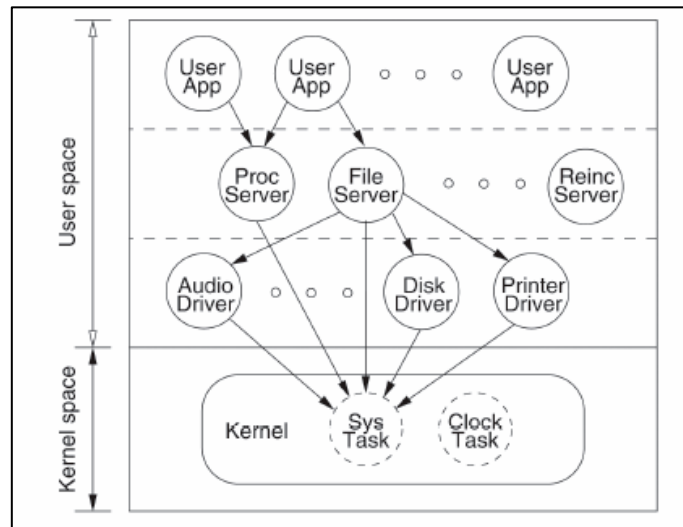 User App
User App
User App
User space
Proc Server
File Server
Reinc Server
Audio Driver
Disk Driver
Printer Driver
Kernel space
Kernel
Sys Task
Clock Task